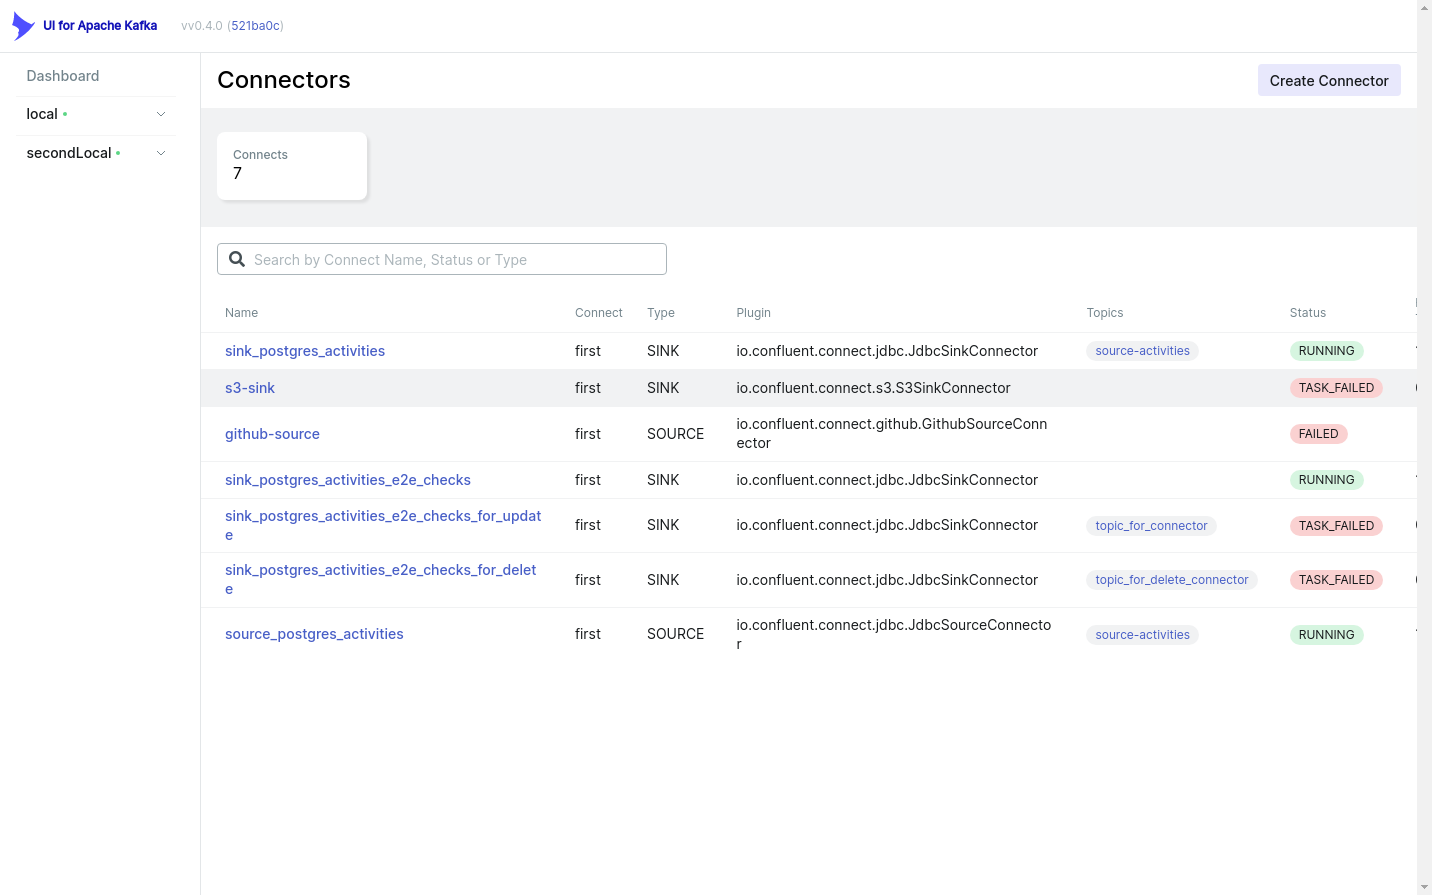 UI for Apache Kafka vv0.4.0 (521ba0c)
Dashboard
local
secondLocal
Connectors
Create Connector
Connects
7
Search by Connect Name, Status or Type
Name Connect Type Plugin Topics Status
sink_postgres_activities first SINK io.confluent.connect.jdbc.JdbcSinkConnector source-activities RUNNING
s3-sink first SINK io.confluent.connect.s3.S3SinkConnector TASK_FAILED
github-source first SOURCE io.confluent.connect.github.GithubSourceConn
ector FAILED
sink_postgres_activities_e2e_checks first SINK io.confluent.connect.jdbc.JdbcSinkConnector RUNNING
sink_postgres_activities_e2e_checks_for_updat
e first SINK io.confluent.connect.jdbc.JdbcSinkConnector topic_for_connector TASK_FAILED
sink_postgres_activities_e2e_checks_for_delet
e first SINK io.confluent.connect.jdbc.JdbcSinkConnector topic_for_delete_connector TASK_FAILED
source_postgres_activities first SOURCE io.confluent.connect.jdbc.JdbcSourceConnecto
r source-activities RUNNING